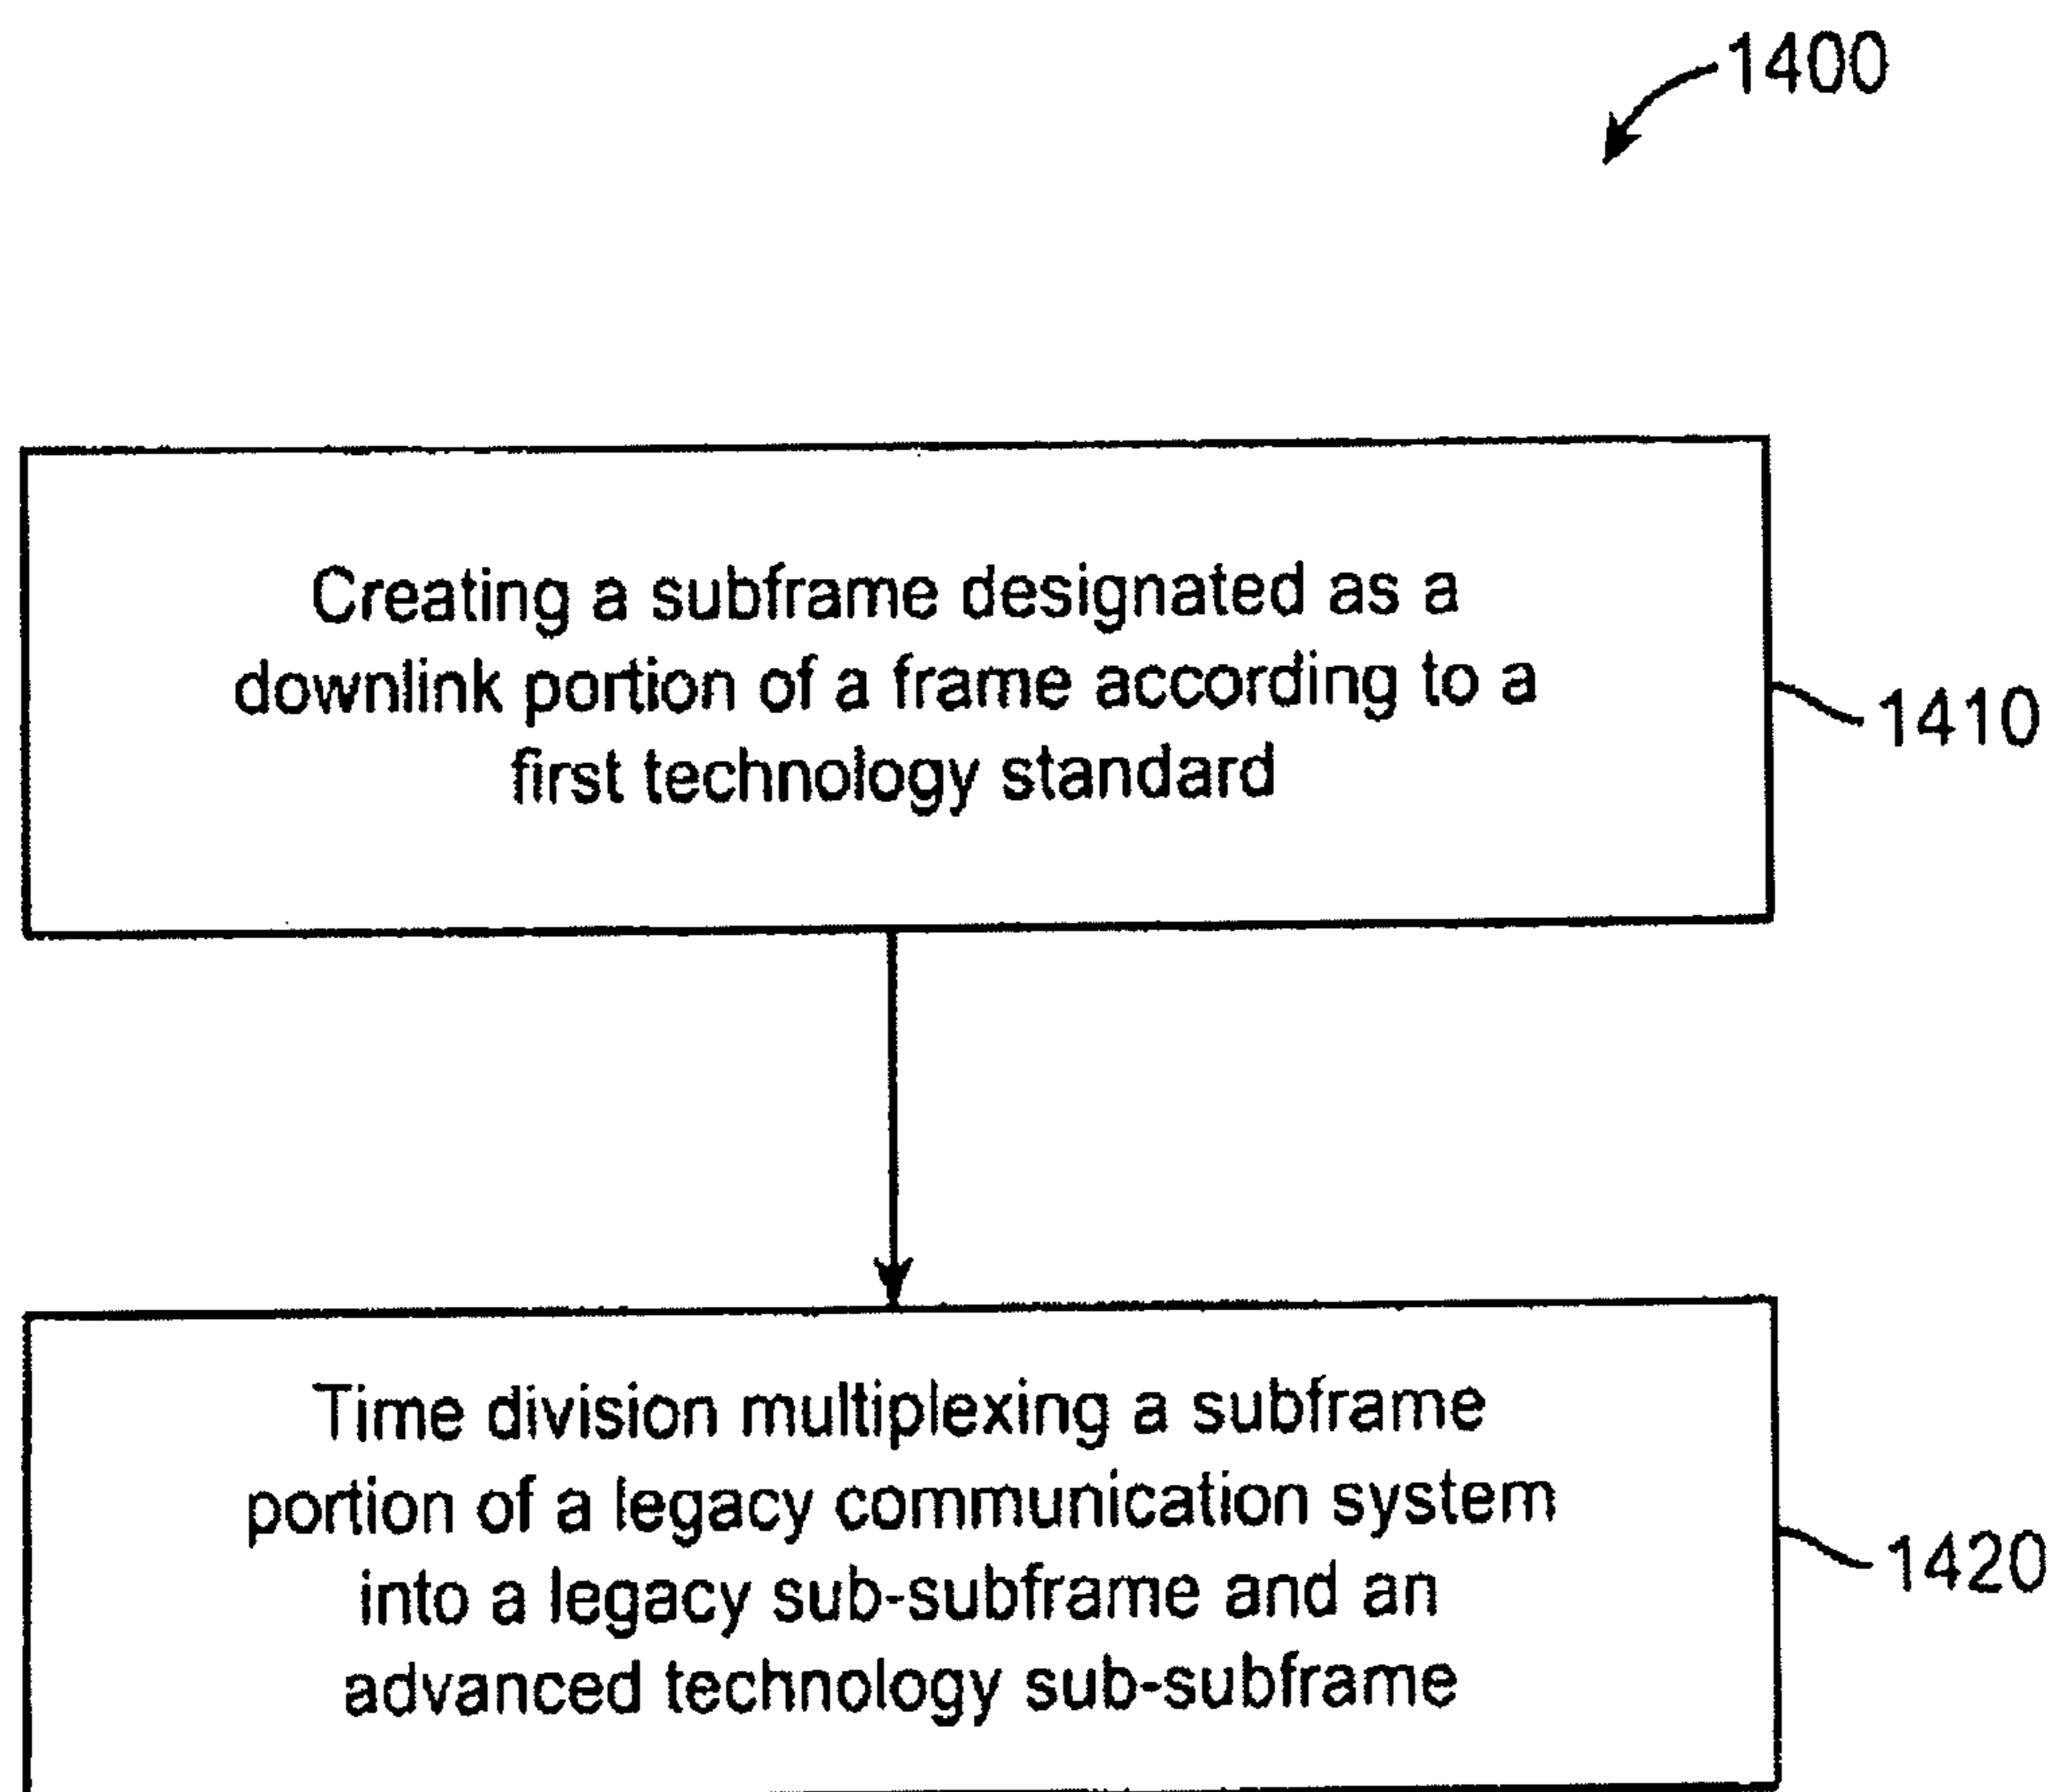 1400
Creating a subframe designated as a
downlink portion of a frame according to a
first technology standard
1410
Time division multiplexing a subframe
portion of a legacy communication system
into a legacy sub-subframe and an
advanced technology sub-subframe
1420